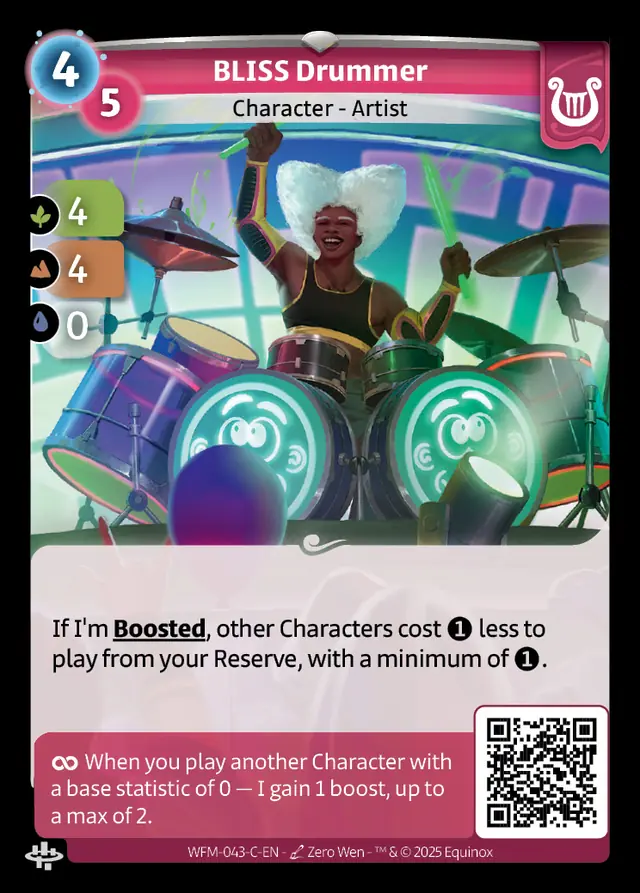 4
BLISS Drummer
5
Character - Artist
4
4
0
If I'm Boosted, other Characters cost 1 less to
play from your Reserve, with a minimum of 1.
∞ When you play another Character with
a base statistic of 0 — I gain 1 boost, up to
a max of 2.
WFM-043-C-EN - Zero Wen - ™ & © 2025 Equinox